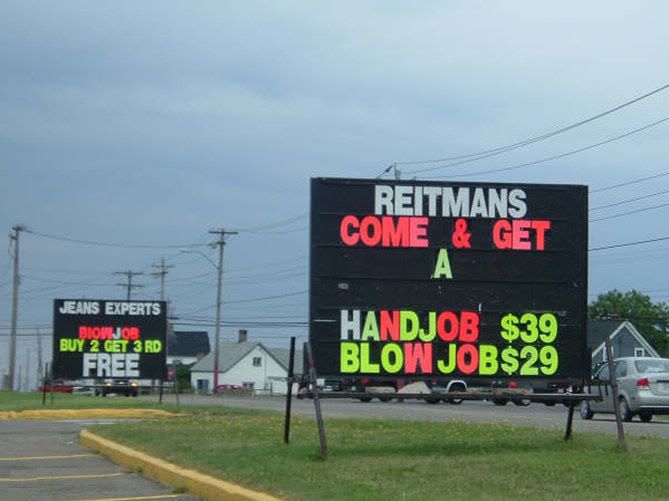 REITMANS
COME & GET
A
HANDJOB $39
BLOWJOB $29
JEANS EXPERTS
BLOWJOB
BUY 2 GET 3 RD
FREE